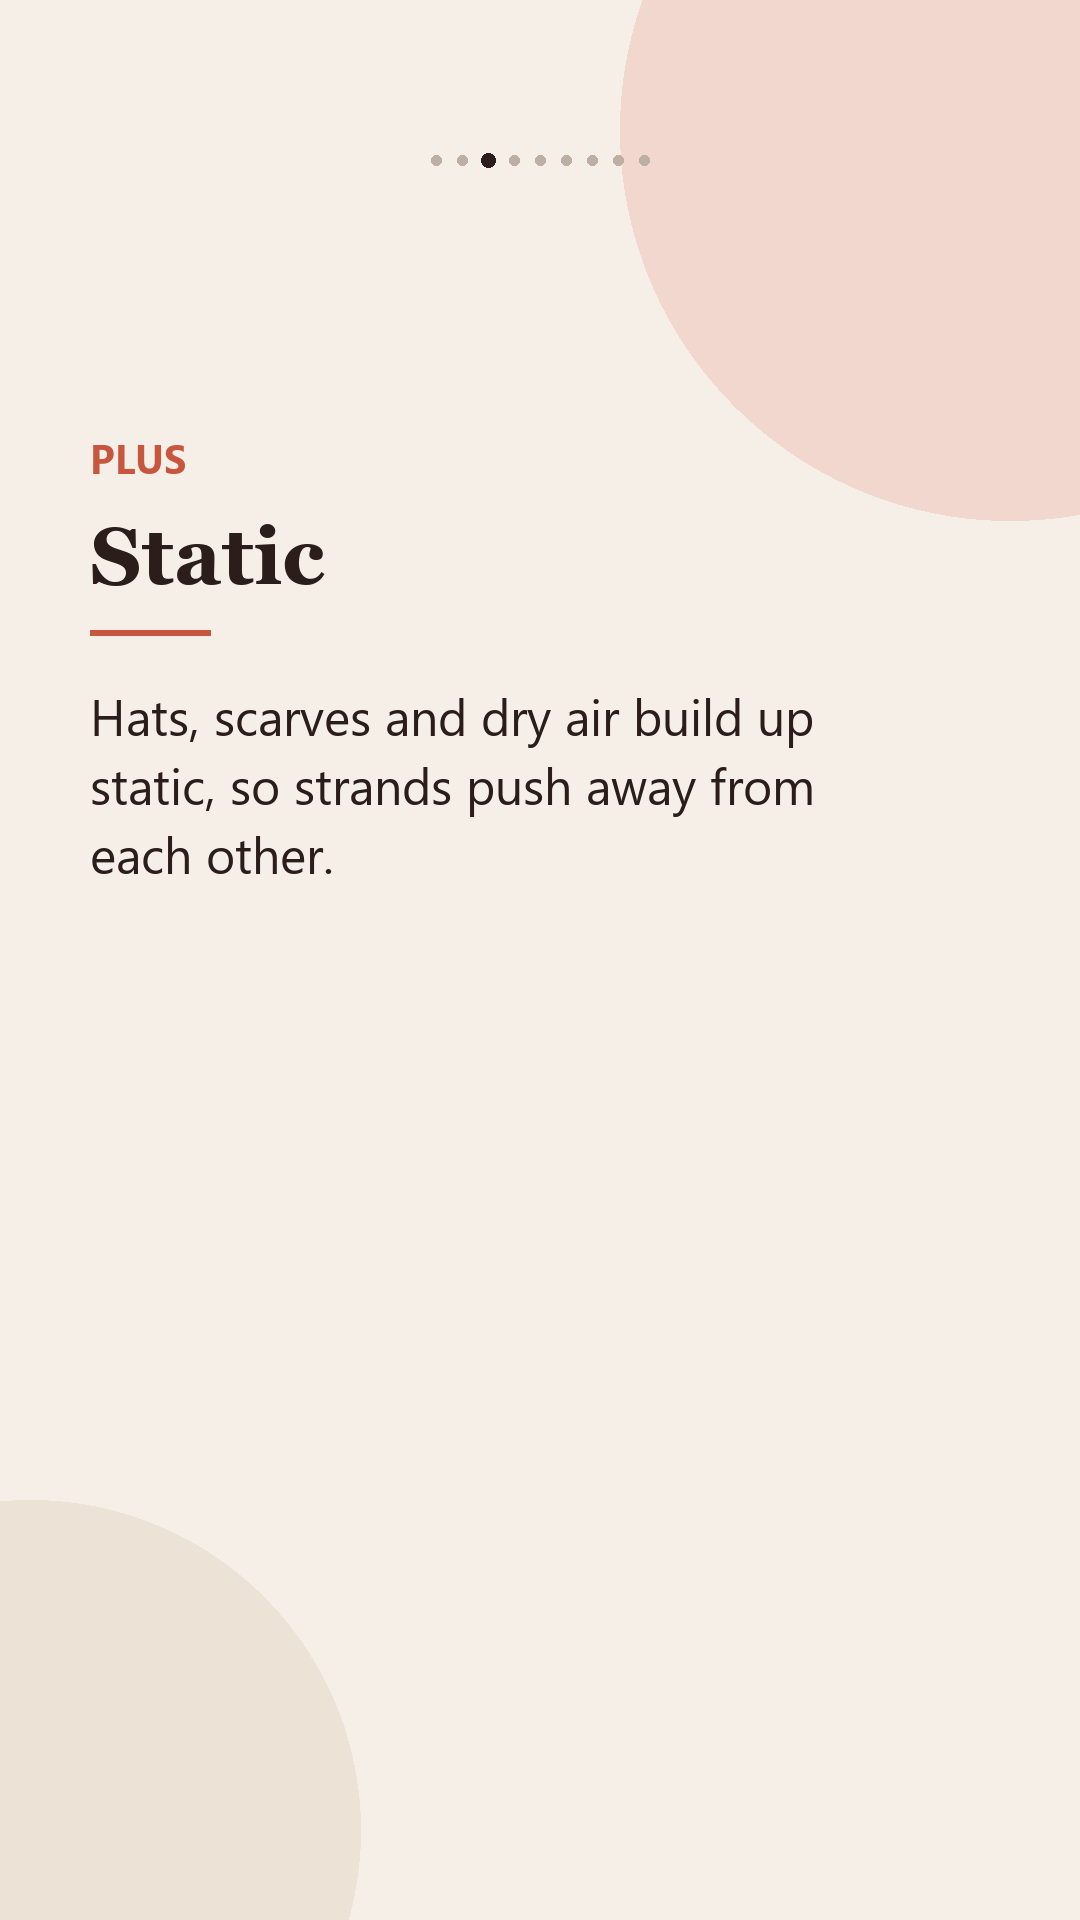 PLUS
Static
Hats, scarves and dry air build up
static, so strands push away from
each other.